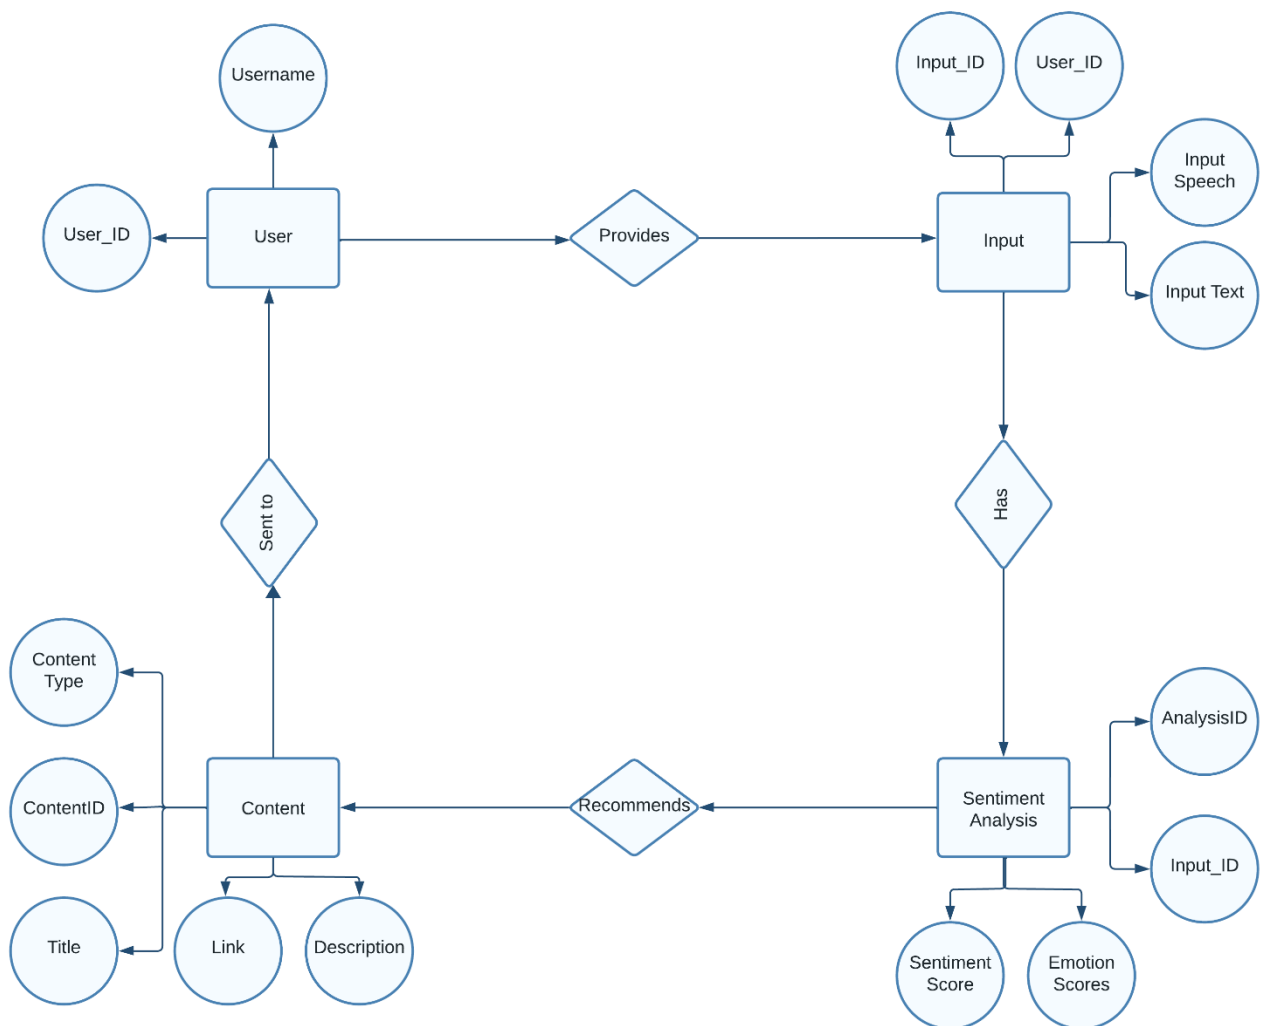 Username
Input_ID
User_ID
Input
Speech
User_ID
User
Provides
Input
Input Text
Sent to
Has
Content
Type
AnalysisID
ContentID
Content
Recommends
Sentiment
Analysis
Input_ID
Title
Link
Description
Sentiment
Score
Emotion
Scores